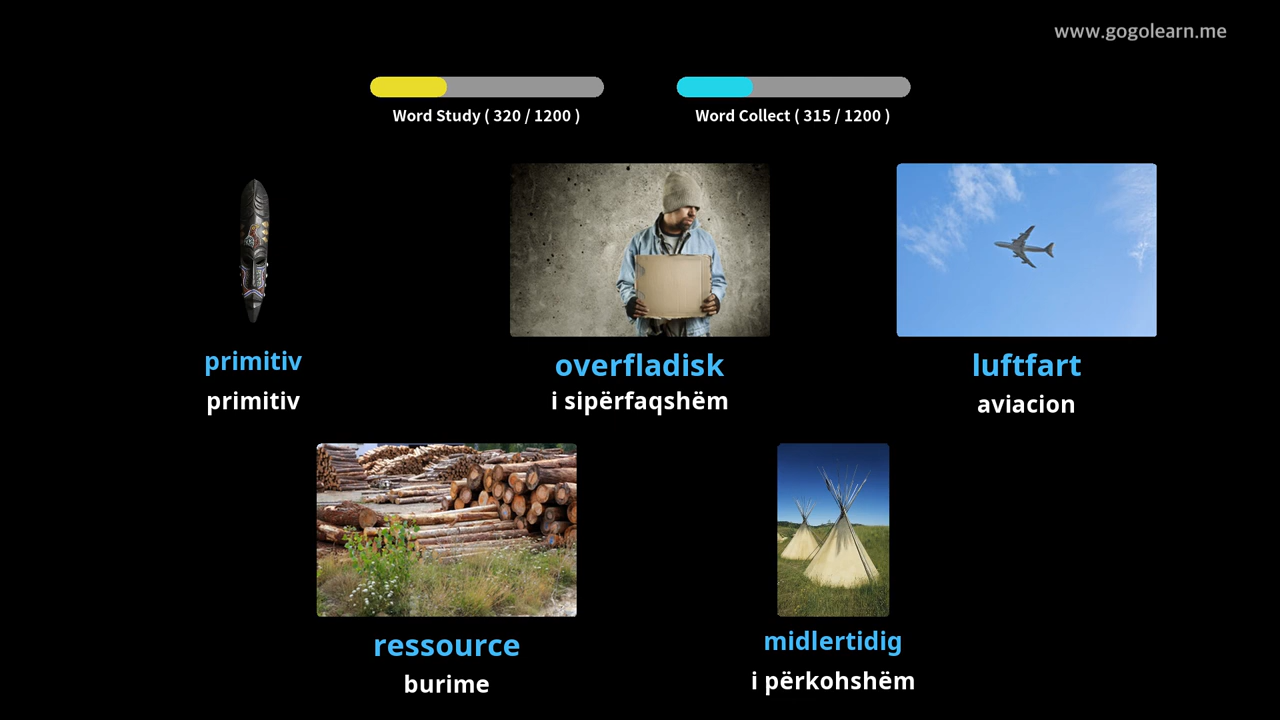 www.gogolearn.me
Word Study ( 320 / 1200 )
Word Collect ( 315 / 1200 )
primitiv
primitiv
overfladisk
i sipërfaqshëm
luftfart
aviacion
ressource
burime
midlertidig
i përkohshëm